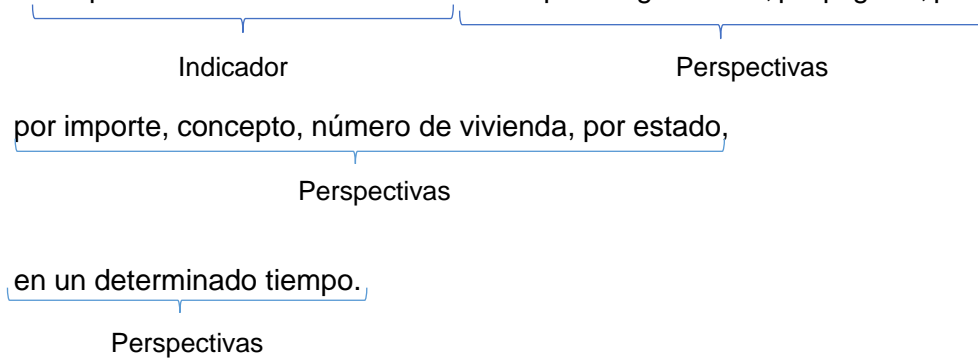 Indicador Perspectivas
por importe, concepto, número de vivienda, por estado,
Perspectivas
en un determinado tiempo.
Perspectivas